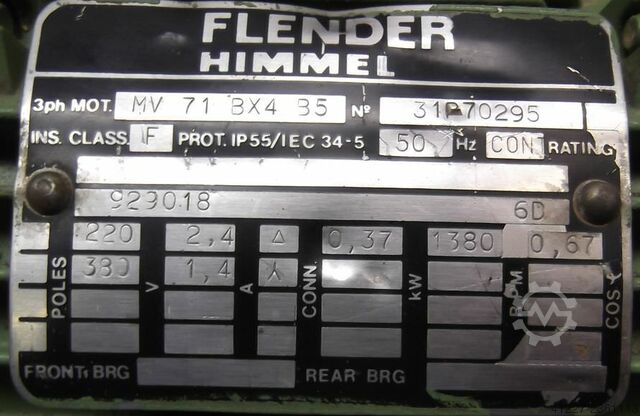 FLENDER
HIMMEL
3ph MOT. MV 71 BX4 B5 Nº 31P70295
INS. CLASS. F PROT. IP55/IEC 34-5 50 Hz CONT RATING
929018 6D
220 2,4 Δ 0,37 1380 0,67
380 1,4 Y
POLES V A CONN. kW R.P.M COS φ
FRONT: BRG REAR BRG